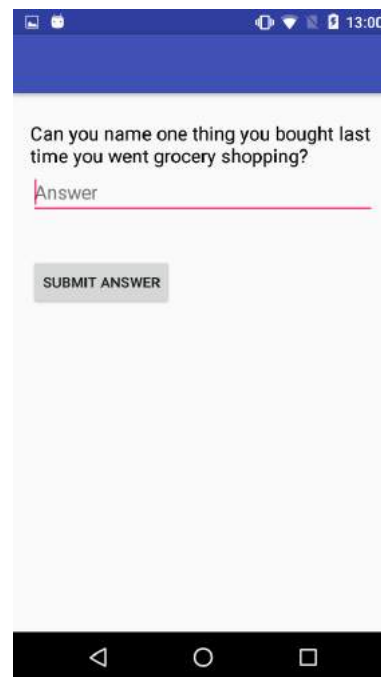 13:00
Can you name one thing you bought last
time you went grocery shopping?
Answer
SUBMIT ANSWER